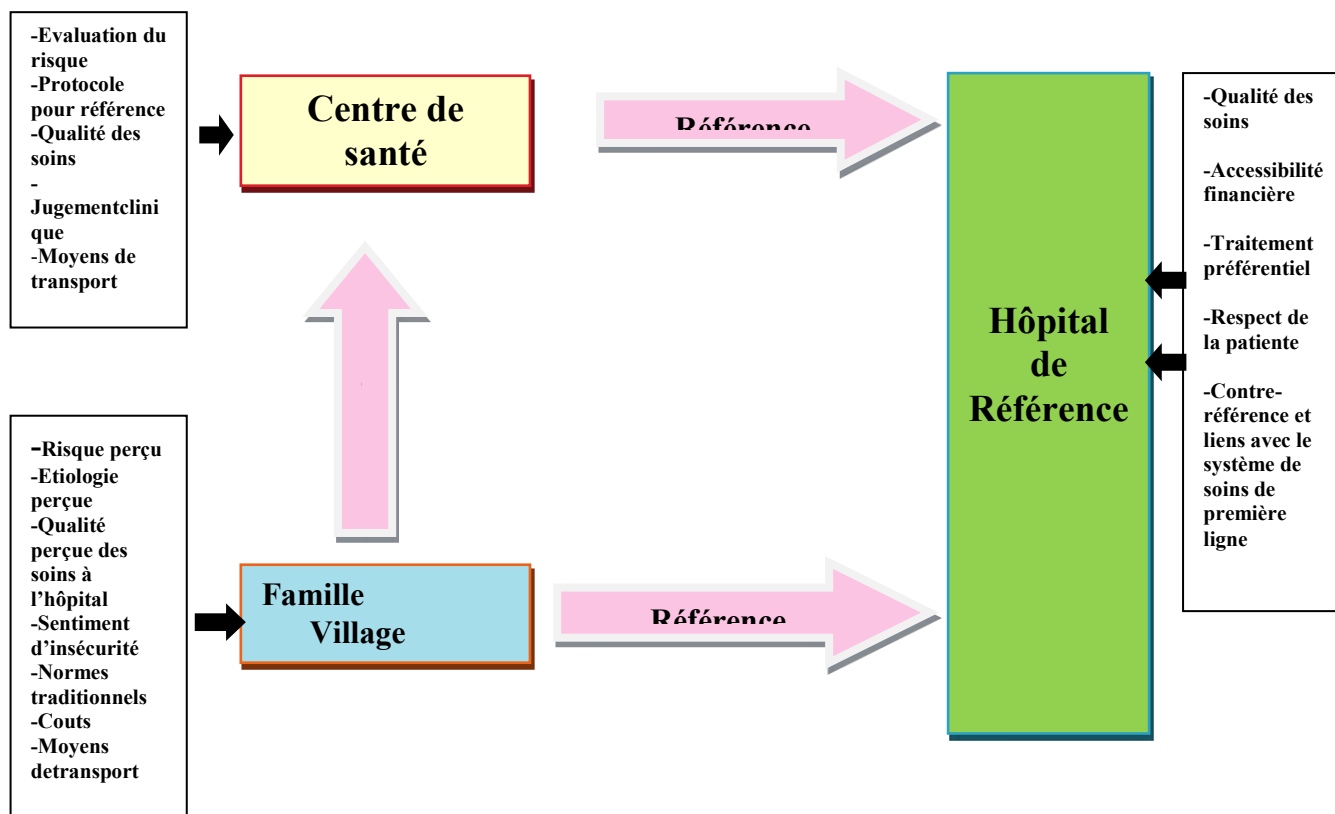 -Evaluation du
risque
-Protocole
pour référence
-Qualité des
soins
-
Jugementclini
que
-Moyens de
transport
Centre de
santé
Référence
Hôpital
de
Référence
-Qualité des
soins
-Accessibilité
financière
-Traitement
préférentiel
-Respect de
la patiente
-Contre-
référence et
liens avec le
système de
soins de
première
ligne
-Risque perçu
-Etiologie
perçue
-Qualité
perçue des
soins à
l’hôpital
-Sentiment
d’insécurité
-Normes
traditionnels
-Couts
-Moyens
detransport
Famille
Village
Référence